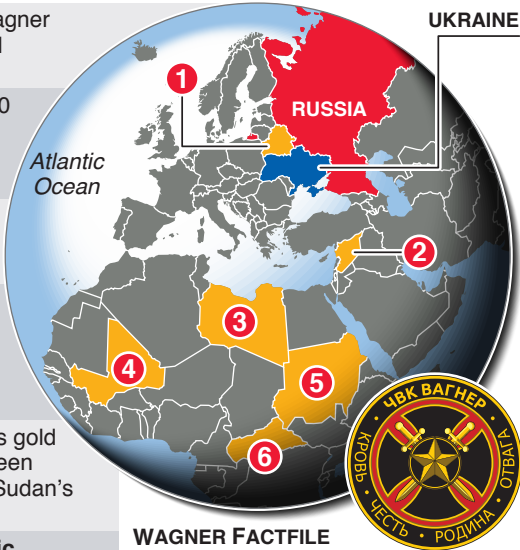 agner
0
s gold
een
Sudan's
ic
UKRAINE
RUSSIA
Atlantic
Ocean
1
2
3
4
5
6
ЧВК ВАГНЕР
КРОВЬ · ЧЕСТЬ · РОДИНА · ОТВАГА
WAGNER FACTFILE